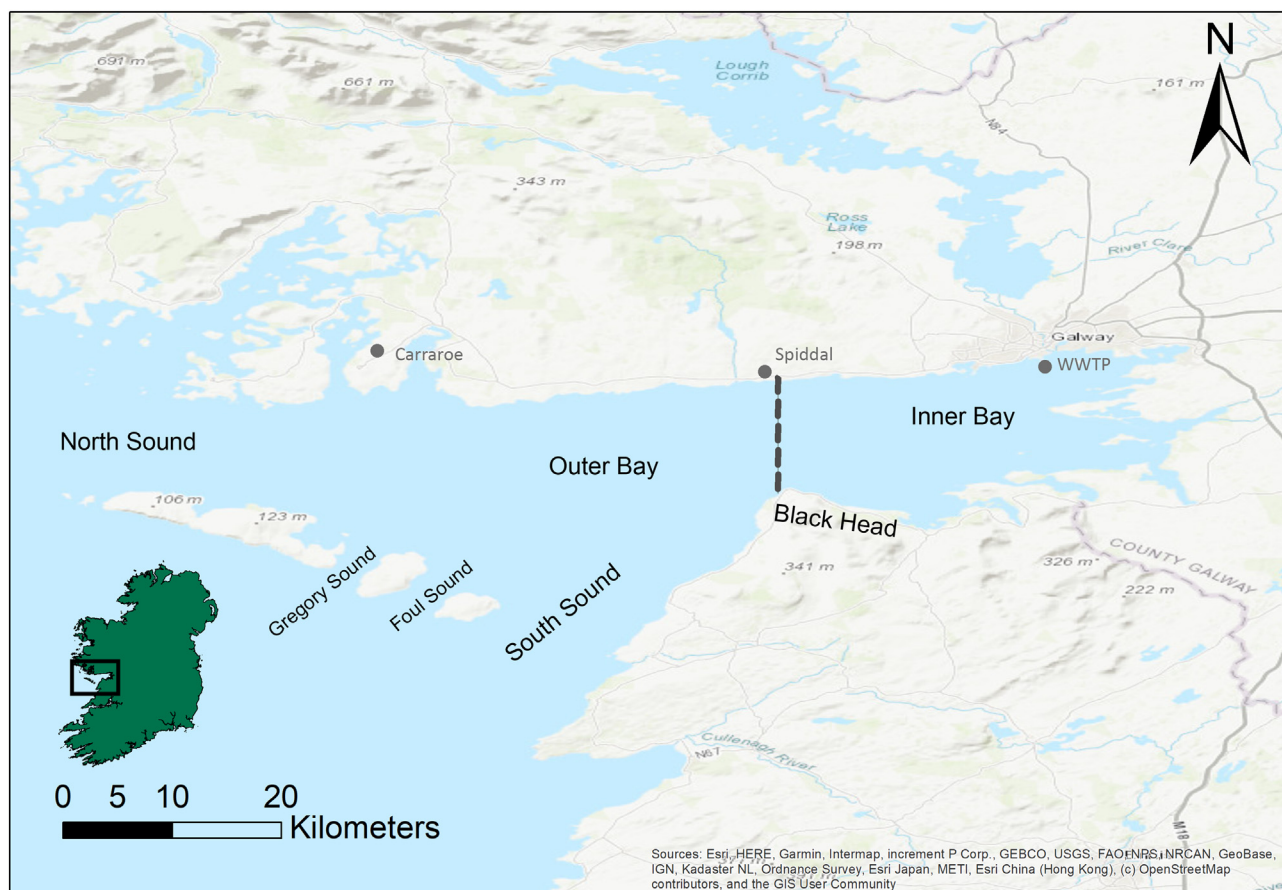 N
691 m
661 m
Lough
Corrib
161 m
N84
343 m
Ross
Lake
198 m
River Clare
Galway
Carraroe
Spiddal
WWTP
Inner Bay
North Sound
Outer Bay
106 m
123 m
Black Head
Gregory Sound
Foul Sound
South Sound
341 m
326 m
222 m
COUNTY GALWAY
Cullenagh River
N67
M18
0 5 10 20
Kilometers
Sources: Esri, HERE, Garmin, Intermap, increment P Corp., GEBCO, USGS, FAO, NPS, NRCAN, GeoBase,
IGN, Kadaster NL, Ordnance Survey, Esri Japan, METI, Esri China (Hong Kong), (c) OpenStreetMap
contributors, and the GIS User Community